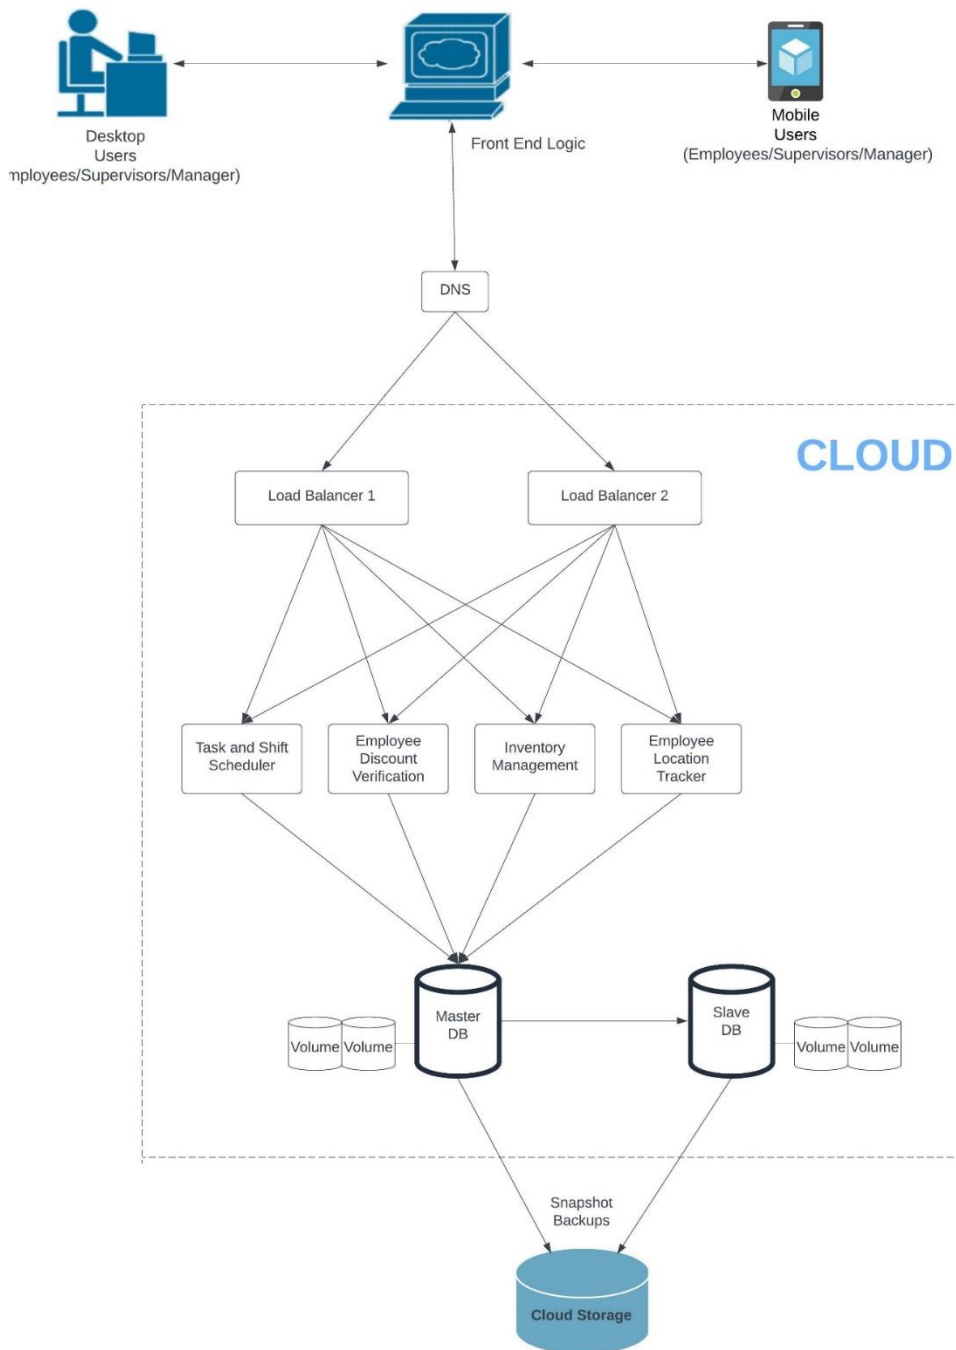 Desktop
Users
mployees/Supervisors/Manager)
Front End Logic
Mobile
Users
(Employees/Supervisors/Manager)
DNS
CLOUD
Load Balancer 1
Load Balancer 2
Task and Shift
Scheduler
Employee
Discount
Verification
Inventory
Management
Employee
Location
Tracker
Master
DB
Slave
DB
Volume
Volume
Volume
Volume
Snapshot
Backups
Cloud Storage